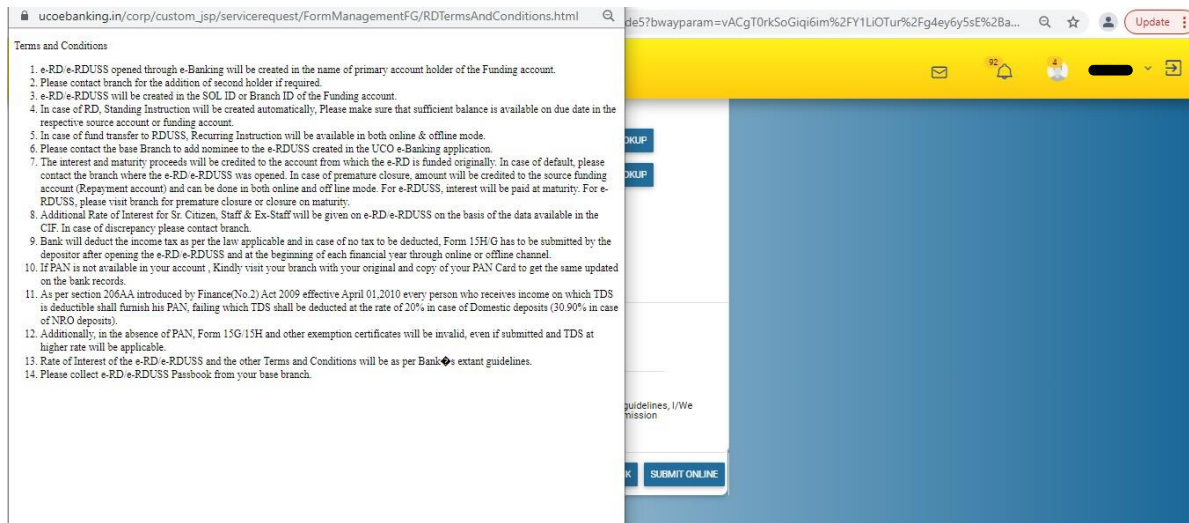 ucoebanking.in/corp/custom_jsp/servicerequest/FormManagementFG/RDTermsAndConditions.html
de5?bwayparam=vACgT0rkSoGiqi6im%2FY1LiOTur%2Fg4ey6y5sE%2Ba...
Update
Terms and Conditions
92
4
1. e-RD/e-RDUSS opened through e-Banking will be created in the name of primary account holder of the Funding account.
2. Please contact branch for the addition of second holder if required.
3. e-RD/e-RDUSS will be created in the SOL ID or Branch ID of the Funding account.
4. In case of RD, Standing Instruction will be created automatically, Please make sure that sufficient balance is available on due date in the
respective source account or funding account.
5. In case of fund transfer to RDUSS, Recurring Instruction will be available in both online & offline mode.
6. Please contact the base Branch to add nominee to the e-RDUSS created in the UCO e-Banking application.
7. The interest and maturity proceeds will be credited to the account from which the e-RD is funded originally. In case of default, please
contact the branch where the e-RD/e-RDUSS was opened. In case of premature closure, amount will be credited to the source funding
account (Repayment account) and can be done in both online and off line mode. For e-RDUSS, interest will be paid at maturity. For e-
RDUSS, please visit branch for premature closure or closure on maturity.
8. Additional Rate of Interest for Sr. Citizen, Staff & Ex-Staff will be given on e-RD/e-RDUSS on the basis of the data available in the
CIF. In case of discrepancy please contact branch.
9. Bank will deduct the income tax as per the law applicable and in case of no tax to be deducted, Form 15H/G has to be submitted by the
depositor after opening the e-RD/e-RDUSS and at the beginning of each financial year through online or offline channel.
10. If PAN is not available in your account , Kindly visit your branch with your original and copy of your PAN Card to get the same updated
on the bank records.
11. As per section 206AA introduced by Finance(No.2) Act 2009 effective April 01,2010 every person who receives income on which TDS
is deductible shall furnish his PAN, failing which TDS shall be deducted at the rate of 20% in case of Domestic deposits (30.90% in case
of NRO deposits).
12. Additionally, in the absence of PAN, Form 15G/15H and other exemption certificates will be invalid, even if submitted and TDS at
higher rate will be applicable.
13. Rate of Interest of the e-RD/e-RDUSS and the other Terms and Conditions will be as per Bank�s extant guidelines.
14. Please collect e-RD/e-RDUSS Passbook from your base branch.
OKUP
OKUP
guidelines, I/We
mission
K
SUBMIT ONLINE